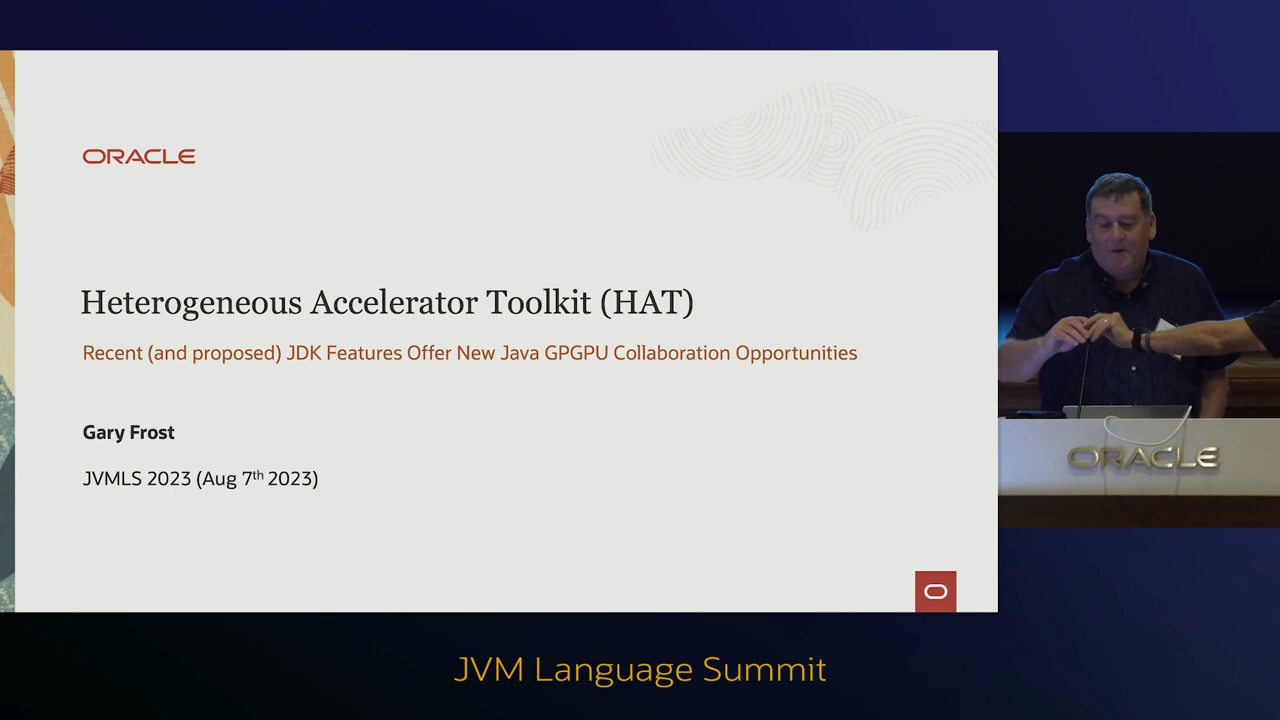 ORACLE
Heterogeneous Accelerator Toolkit (HAT)
Recent (and proposed) JDK Features Offer New Java GPGPU Collaboration Opportunities
Gary Frost
JVMLS 2023 (Aug 7th 2023)
ORACLE
JVM Language Summit